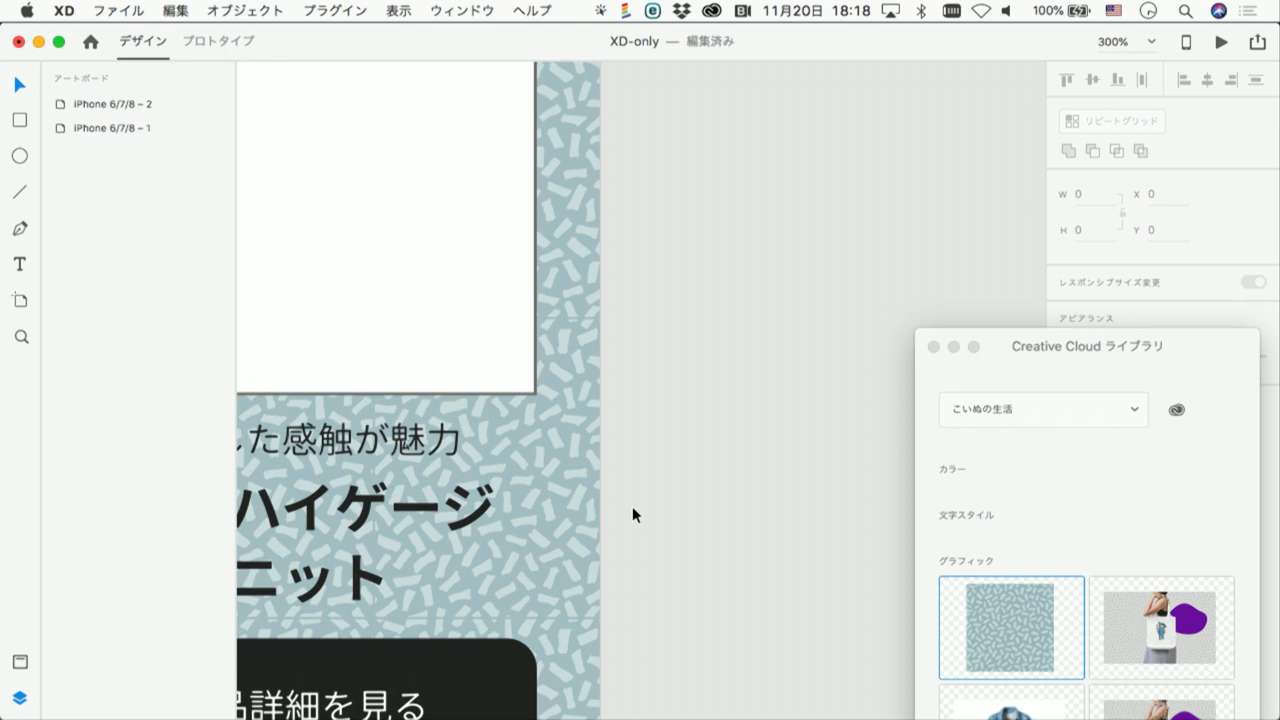 XD ファイル 編集 オブジェクト プラグイン 表示 ウィンドウ ヘルプ 11月20日 18:18 100%
デザイン プロトタイプ XD-only — 編集済み 300%
アートボード
iPhone 6/7/8 – 2
iPhone 6/7/8 – 1
リピートグリッド
W 0 X 0
H 0 Y 0
レスポンシブサイズ変更
アピアランス
Creative Cloud ライブラリ
こいぬの生活
カラー
文字スタイル
グラフィック
した感触が魅力
ハイゲージ
ニット
品詳細を見る